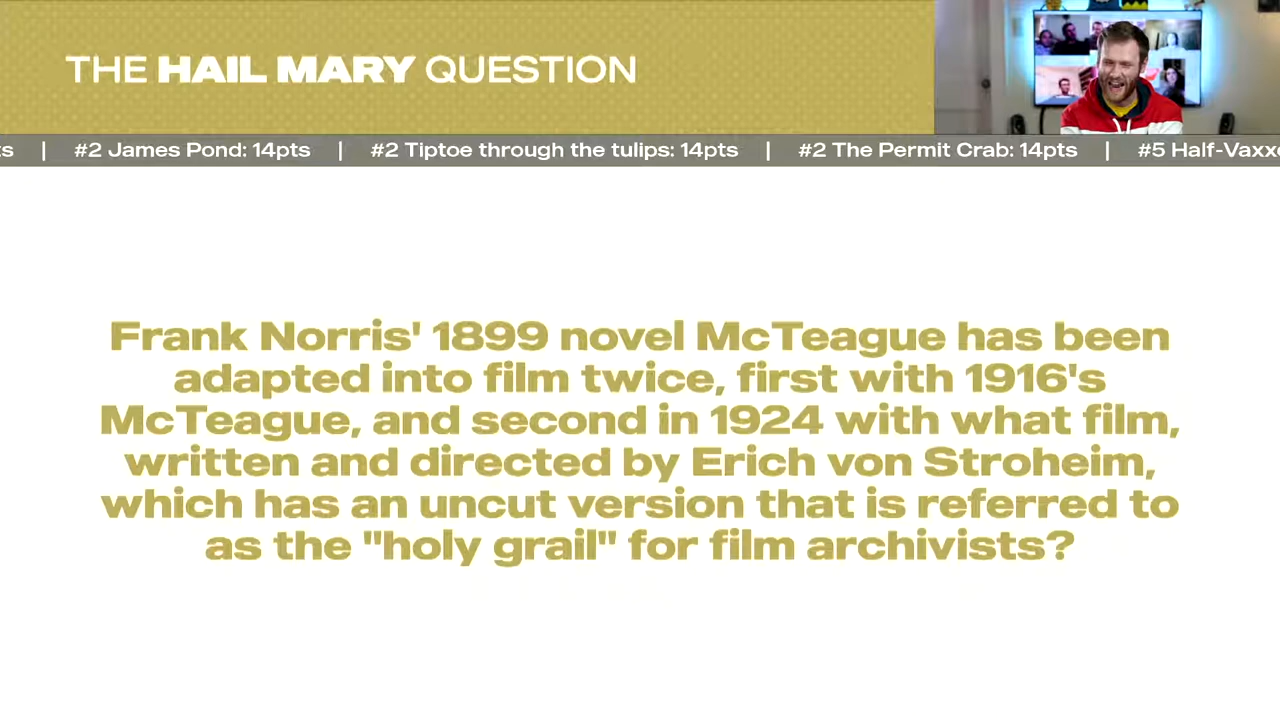 THE HAIL MARY QUESTION
ts | #2 James Pond: 14pts | #2 Tiptoe through the tulips: 14pts | #2 The Permit Crab: 14pts | #5 Half-Vaxx
Frank Norris' 1899 novel McTeague has been
adapted into film twice, first with 1916's
McTeague, and second in 1924 with what film,
written and directed by Erich von Stroheim,
which has an uncut version that is referred to
as the "holy grail" for film archivists?